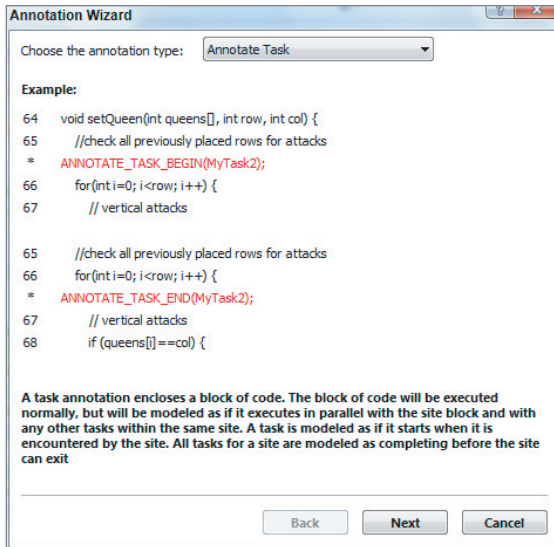 Annotation Wizard
Choose the annotation type: Annotate Task
Example:
64 void setQueen(int queens[], int row, int col) {
65 //check all previously placed rows for attacks
* ANNOTATE_TASK_BEGIN(MyTask2);
66 for(int i=0; i<row; i++) {
67 // vertical attacks
65 //check all previously placed rows for attacks
66 for(int i=0; i<row; i++) {
* ANNOTATE_TASK_END(MyTask2);
67 // vertical attacks
68 if (queens[i]==col) {
A task annotation encloses a block of code. The block of code will be executed
normally, but will be modeled as if it executes in parallel with the site block and with
any other tasks within the same site. A task is modeled as if it starts when it is
encountered by the site. All tasks for a site are modeled as completing before the site
can exit
Back Next Cancel